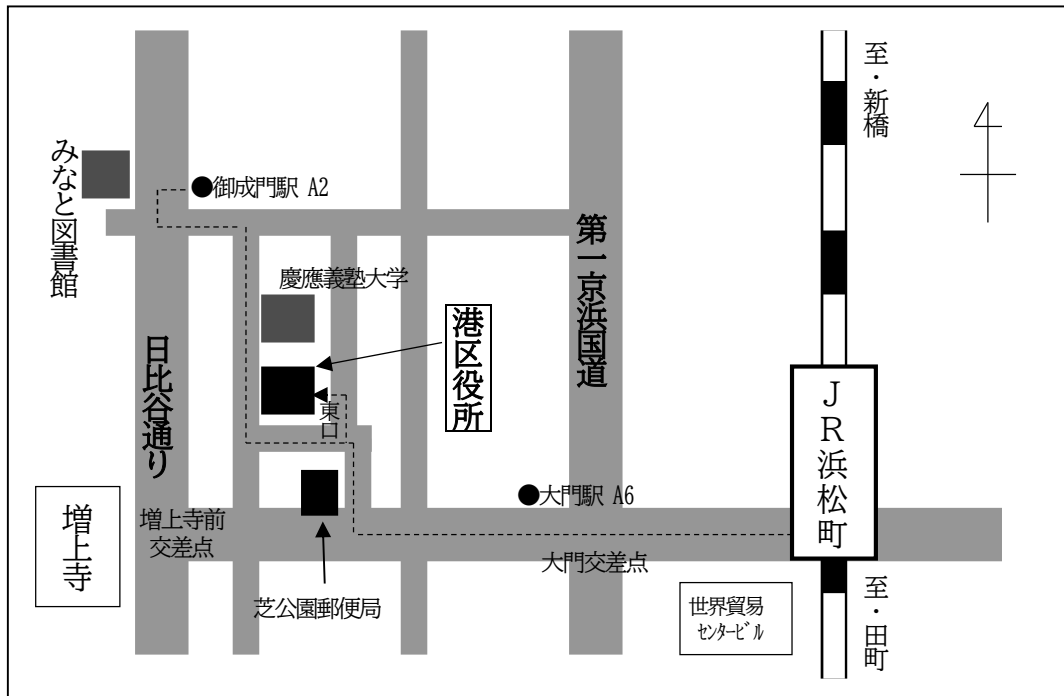 至・新橋
みなと図書館
●御成門駅 A2
第一京浜国道
慶應義塾大学
港区役所
日比谷通り
東口
JR浜松町
●大門駅 A6
増上寺
増上寺前
交差点
大門交差点
芝公園郵便局
世界貿易
センタービル
至・田町